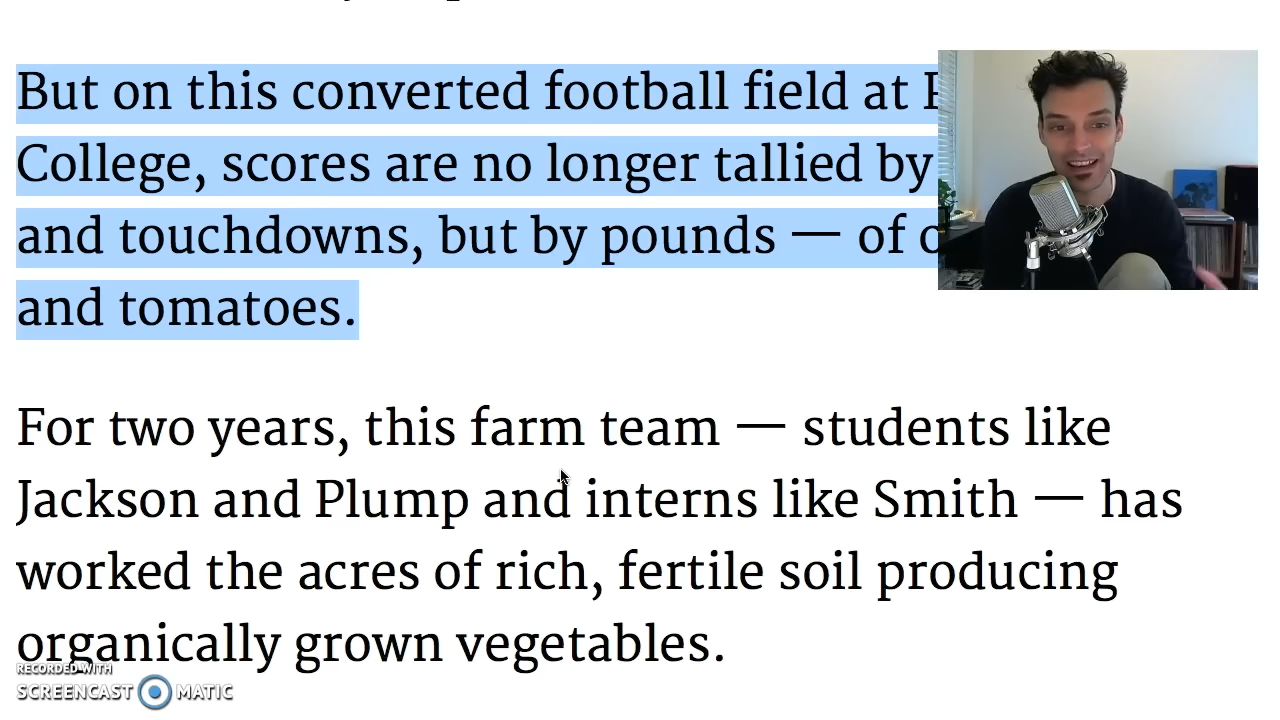 But on this converted football field at
College, scores are no longer tallied by
and touchdowns, but by pounds — of
and tomatoes.
For two years, this farm team — students like
Jackson and Plump and interns like Smith — has
worked the acres of rich, fertile soil producing
organically grown vegetables.
RECORDED WITH
SCREENCAST MATIC